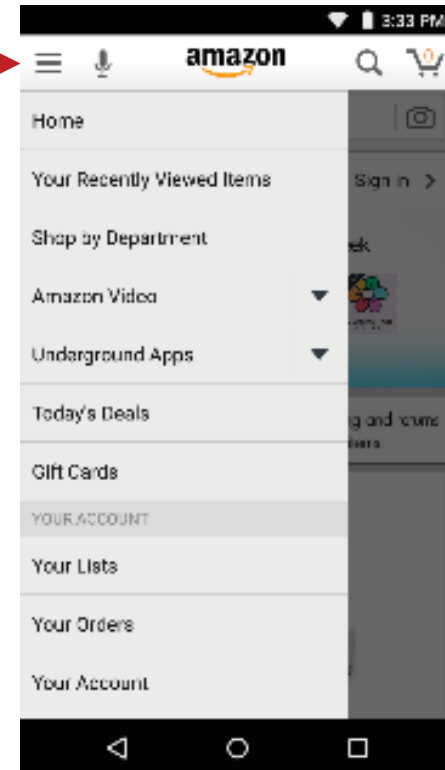 3:33 PM
amazon
0
Home
Your Recently Viewed Items
Sign in
Shop by Department
Amazon Video
Underground Apps
Today's Deals
Gift Cards
YOUR ACCOUNT
Your Lists
Your Orders
Your Account